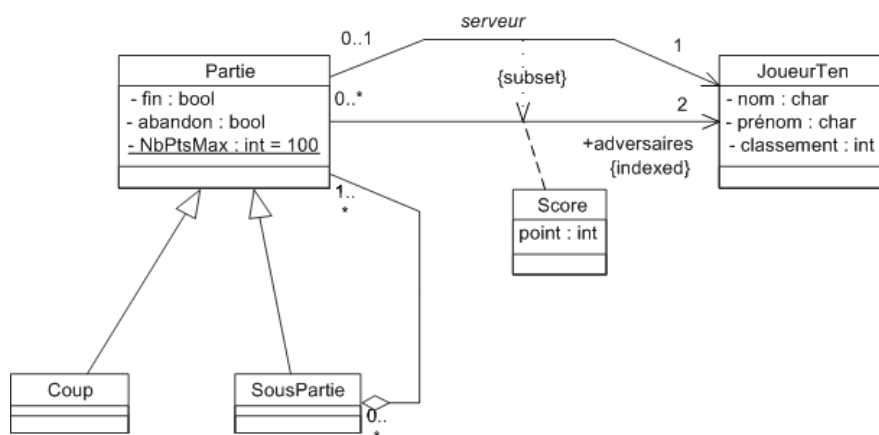 serveur
0..1
1
Partie
- fin : bool
- abandon : bool
- NbPtsMax : int = 100
JoueurTen
- nom : char
- prénom : char
- classement : int
{subset}
0..*
2
+adversaires
{indexed}
1..
*
Score
point : int
Coup
SousPartie
0..
*